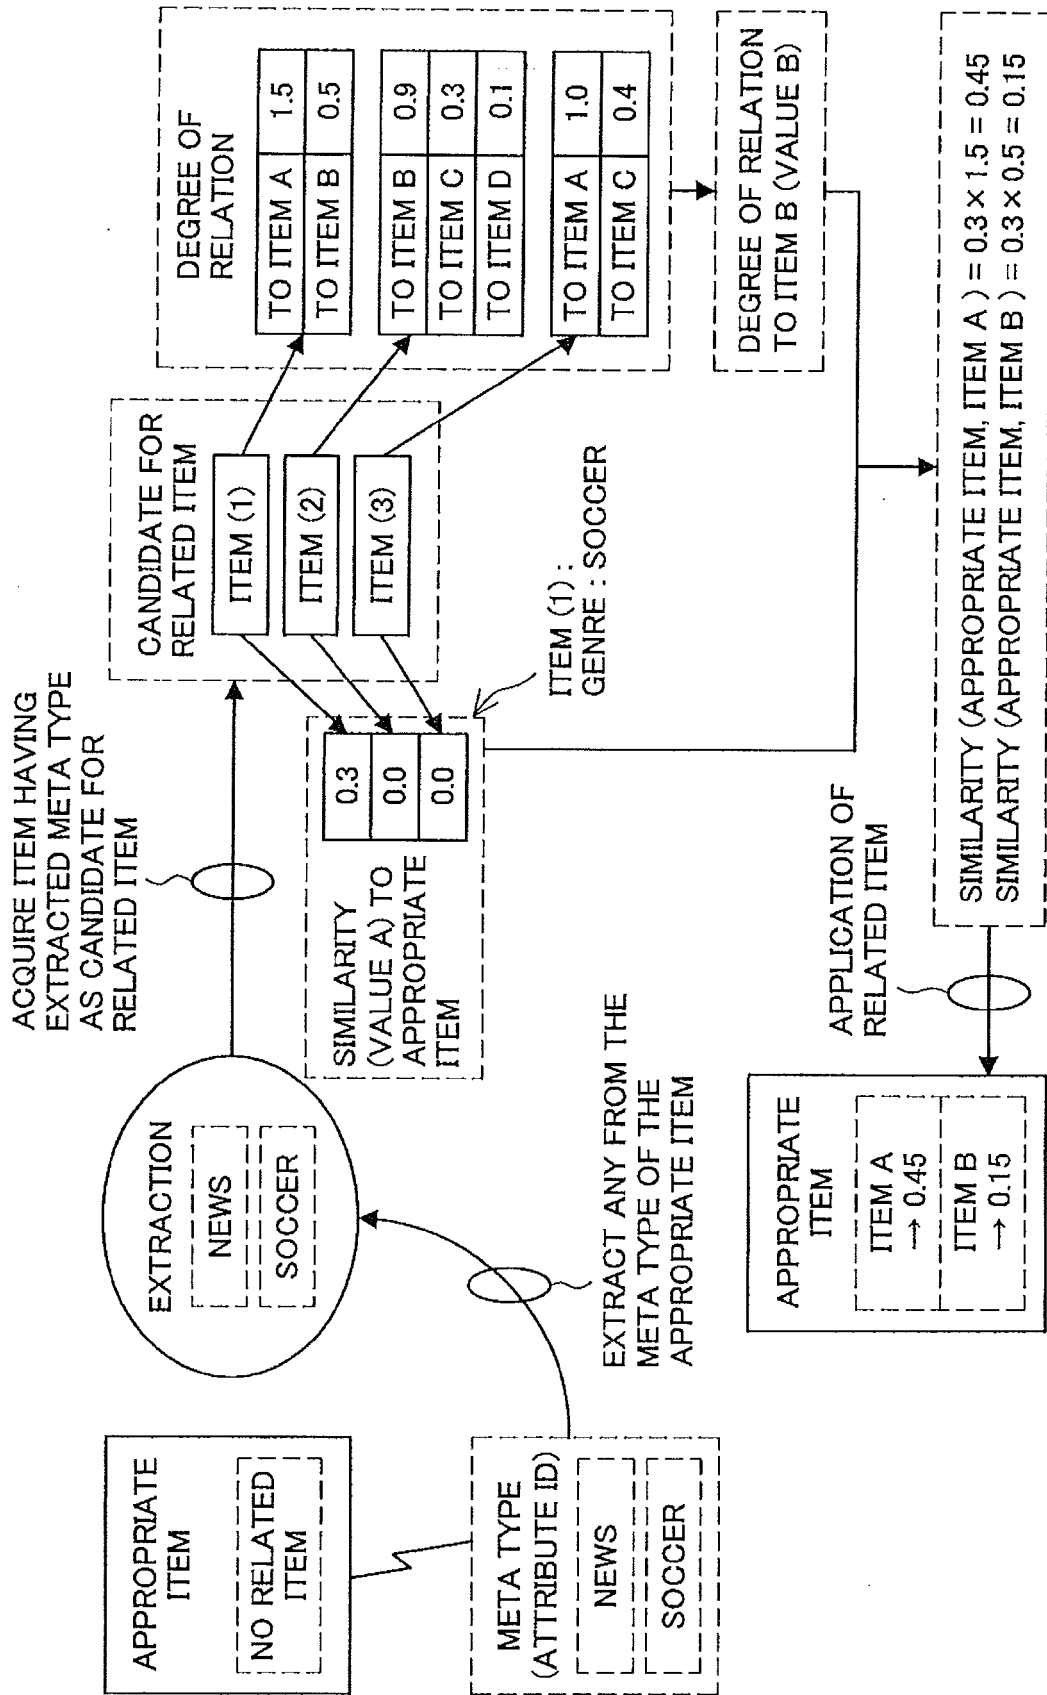 APPROPRIATE
ITEM
NO RELATED
ITEM
META TYPE
(ATTRIBUTE ID)
NEWS
SOCCER
EXTRACT ANY FROM THE
META TYPE OF THE
APPROPRIATE ITEM
EXTRACTION
NEWS
SOCCER
ACQUIRE ITEM HAVING
EXTRACTED META TYPE
AS CANDIDATE FOR
RELATED ITEM
CANDIDATE FOR
RELATED ITEM
ITEM (1)
ITEM (2)
ITEM (3)
SIMILARITY
(VALUE A) TO
APPROPRIATE
ITEM
0.3
0.0
0.0
ITEM (1) :
GENRE : SOCCER
DEGREE OF
RELATION
TO ITEM A 1.5
TO ITEM B 0.5
TO ITEM B 0.9
TO ITEM C 0.3
TO ITEM D 0.1
TO ITEM A 1.0
TO ITEM C 0.4
DEGREE OF RELATION
TO ITEM B (VALUE B)
SIMILARITY (APPROPRIATE ITEM, ITEM A ) = 0.3 × 1.5 = 0.45
SIMILARITY (APPROPRIATE ITEM, ITEM B ) = 0.3 × 0.5 = 0.15
APPLICATION OF
RELATED ITEM
APPROPRIATE
ITEM
ITEM A
→ 0.45
ITEM B
→ 0.15